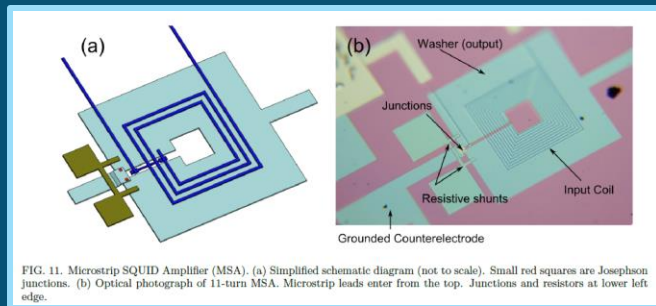 (a)
(b)
Washer (output)
Junctions
Resistive shunts
Input Coil
Grounded Counterelectrode
FIG. 11. Microstrip SQUID Amplifier (MSA). (a) Simplified schematic diagram (not to scale). Small red squares are Josephson
junctions. (b) Optical photograph of 11-turn MSA. Microstrip leads enter from the top. Junctions and resistors at lower left
edge.